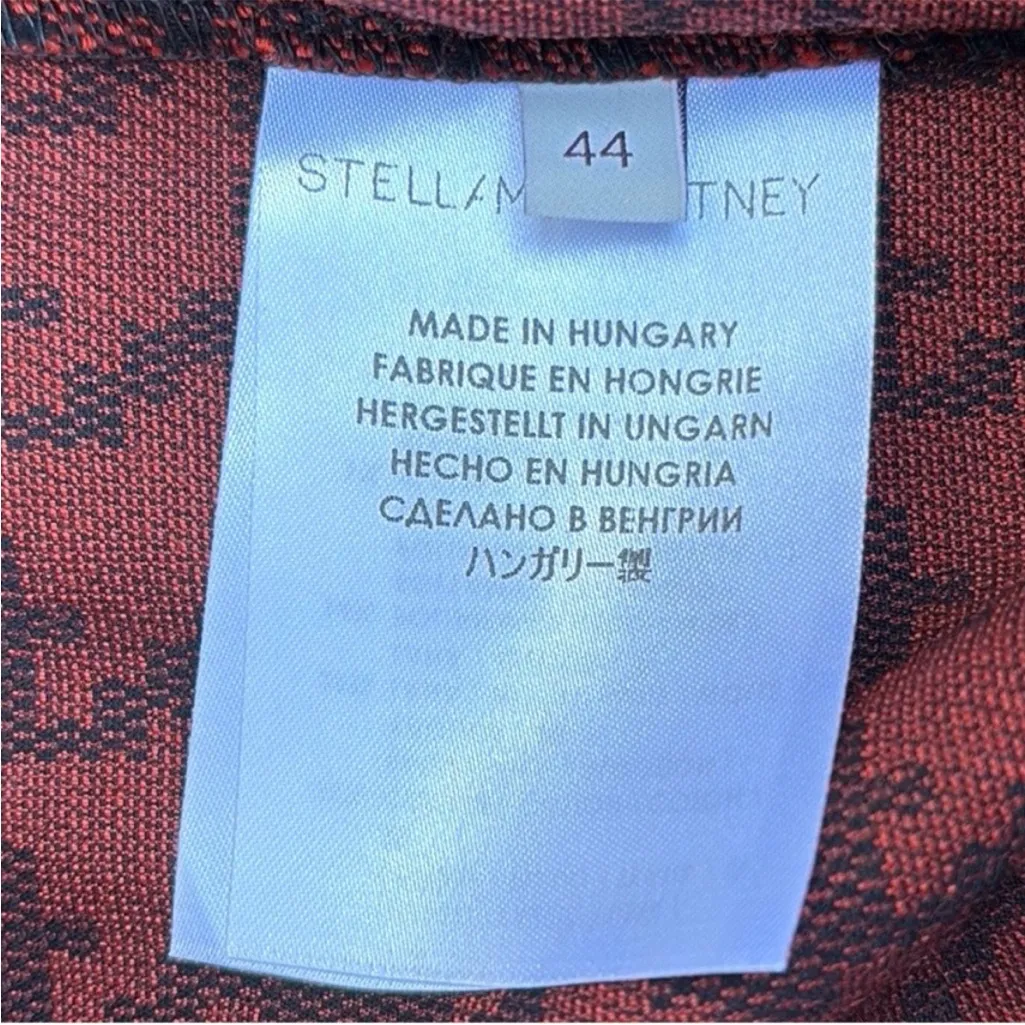 44
STELLA M TNEY
MADE IN HUNGARY
FABRIQUE EN HONGRIE
HERGESTELLT IN UNGARN
HECHO EN HUNGRIA
СДЕЛАНО В ВЕНГРИИ
ハンガリー製